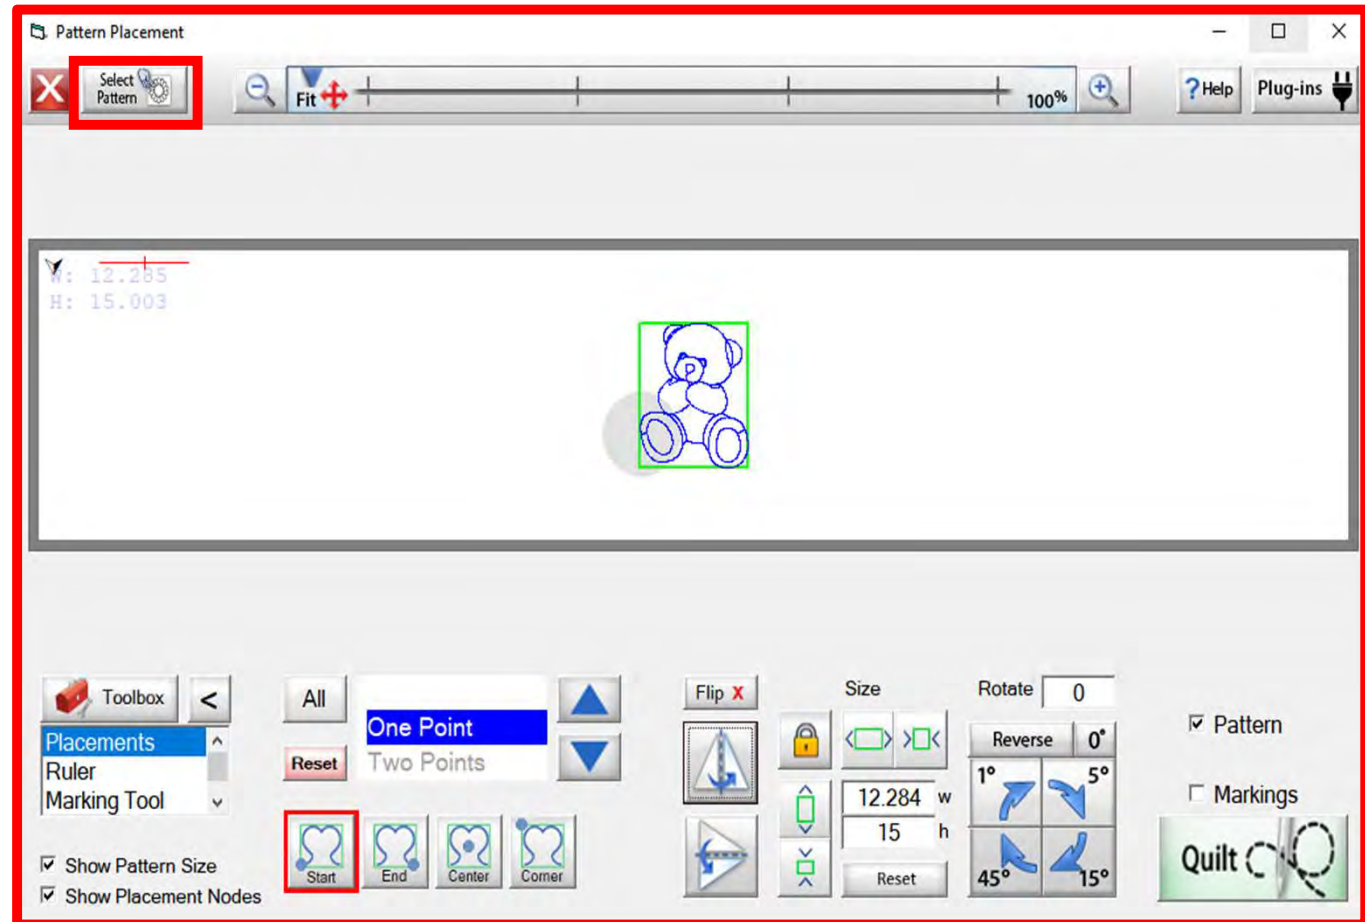 Pattern Placement
Select
Pattern
Fit
100%
? Help
Plug-ins
W: 12.285
H: 15.003
Toolbox
<
Placements
Ruler
Marking Tool
Show Pattern Size
Show Placement Nodes
All
Reset
One Point
Two Points
Start
End
Center
Corner
Flip X
Size
12.284 w
15 h
Reset
Rotate 0
Reverse 0°
1° 5°
45° 15°
Pattern
Markings
Quilt